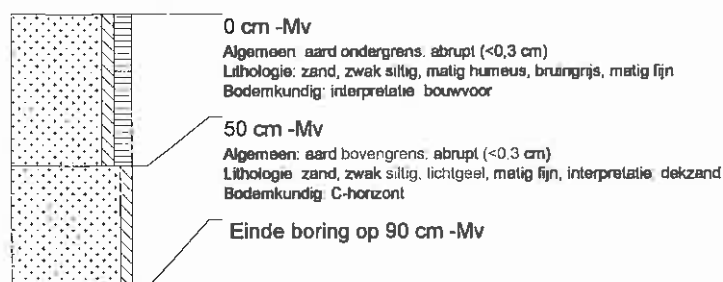 0 cm -Mv
Algemeen: aard ondergrens: abrupt (<0,3 cm)
Lithologie: zand, zwak siltig, matig humeus, bruingrijs, matig fijn
Bodemkundig: interpretatie: bouwvoor
50 cm -Mv
Algemeen: aard bovengrens: abrupt (<0,3 cm)
Lithologie: zand, zwak siltig, lichtgeel, matig fijn, interpretatie: dekzand
Bodemkundig: C-horizont
Einde boring op 90 cm -Mv